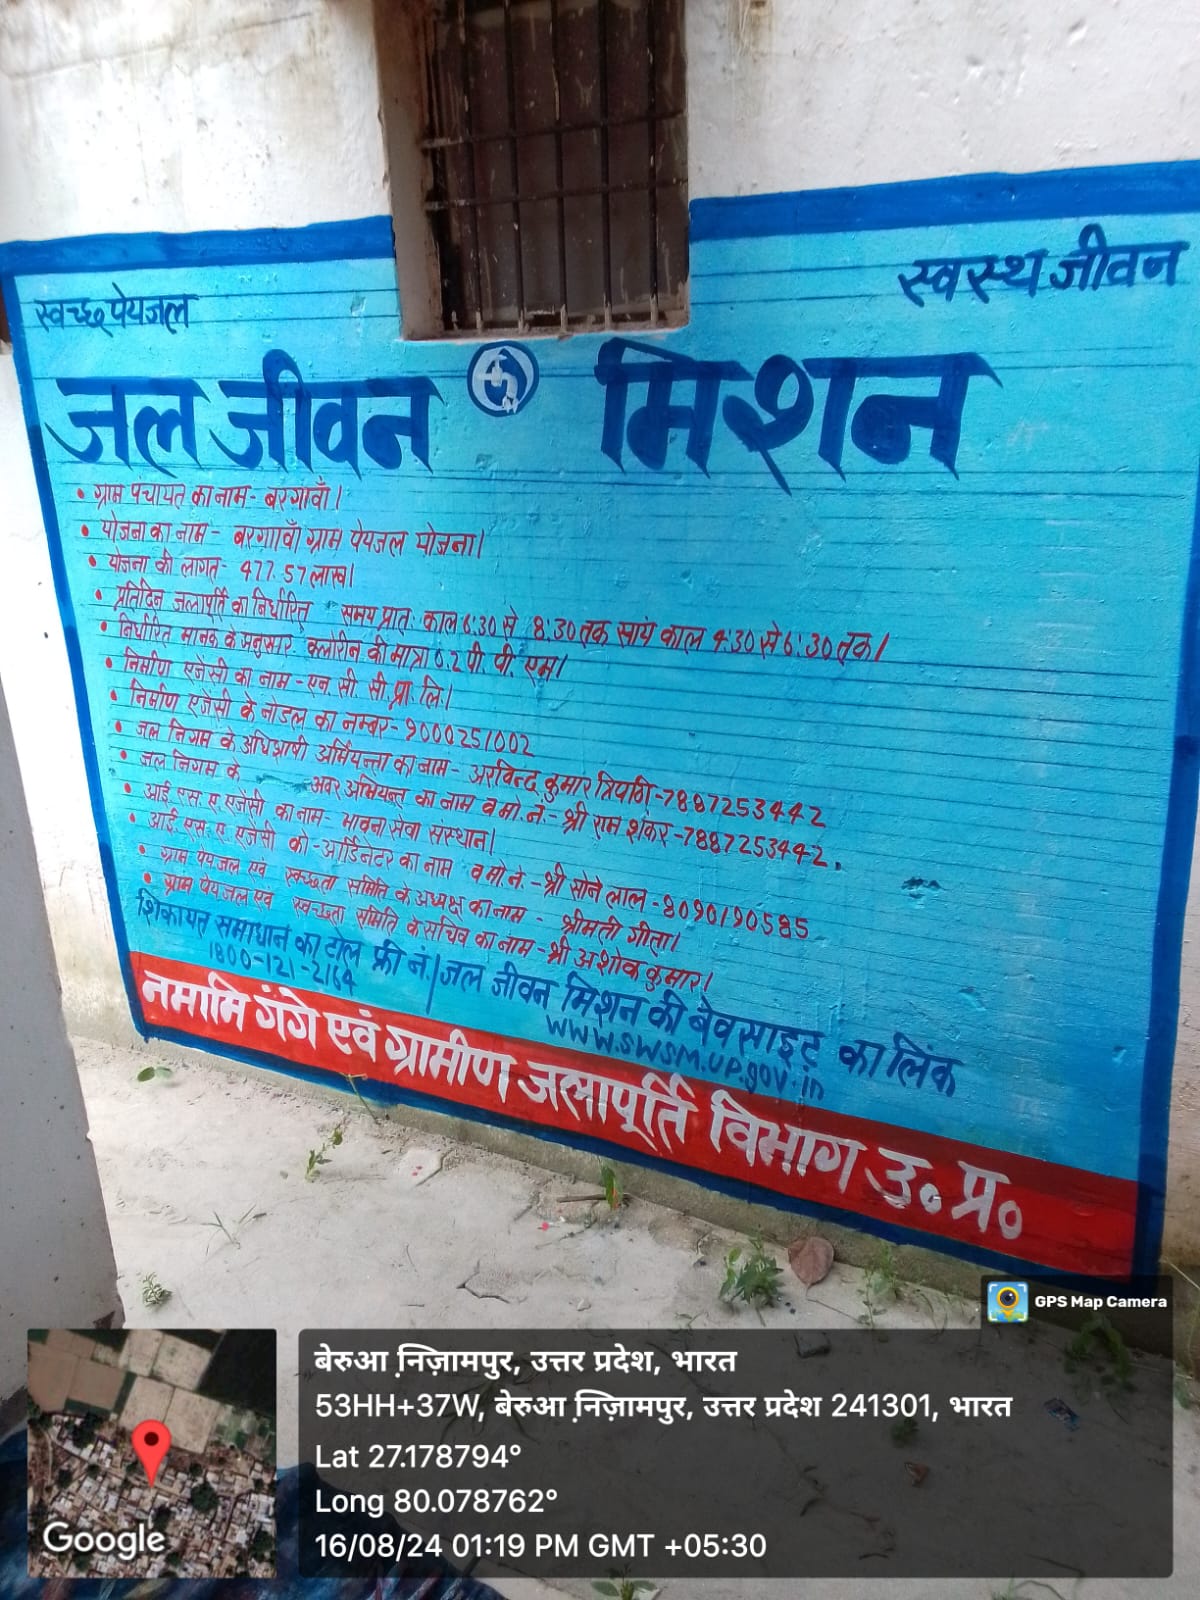 स्वच्छ पेयजल
स्वस्थ जीवन
जल जीवन मिशन
• ग्राम पंचायत का नाम- बरगावाँ।
• योजना का नाम - बरगाावाँ ग्राम पेयजल योजना।
• योजना की लागत- 477.57 लाख।
• प्रतिदिन जलापूर्ति का निर्धारित समय प्रात: काल 6:30 से 8:30 तक सायं काल 4:30 से 6:30 तक।
• निर्धारित मानक के अनुसार: क्लोरीन की मात्रा 0.2 पी. पी. एम।
• निर्माण एजेंसी का नाम - एन. सी. सी. प्रा. लि.।
• निर्माण एजेंसी के नोडल का नम्बर- 9000251002
• जल निगम के अधिशाषी अभियन्ता का नाम - अरविन्द कुमार त्रिपाठी-7887253442
• जल निगम के अवर अभियन्त का नाम व मो. नं.- श्री राम शंकर -7887253442.
• आई. एस. ए. एजेंसी का नाम- भावना सेवा संस्थान।
• आई. एस. ए. एजेंसी को-आर्डिनेटर का नाम व मो. नं. - श्री सोने लाल - 8090190585
• ग्राम पेयजल एवं स्वच्छता समिति के अध्यक्ष का नाम - श्रीमती गीता।
• ग्राम पेयजल एवं स्वच्छता समिति के सचिव का नाम - श्री अशोक कुमार।
शिकायत समाधान का टोल फ्री नं.| जल जीवन मिशन की बेवसाइट का लिंक
1800-121-2164
www.swsm.up.gov.in
नमामि गंगे एवं ग्रामीण जलापूर्ति विभाग उ. प्र.
GPS Map Camera
बेरुआ नि़ज़ामपुर, उत्तर प्रदेश, भारत
53HH+37W, बेरुआ नि़ज़ामपुर, उत्तर प्रदेश 241301, भारत
Lat 27.178794°
Long 80.078762°
16/08/24 01:19 PM GMT +05:30
Google